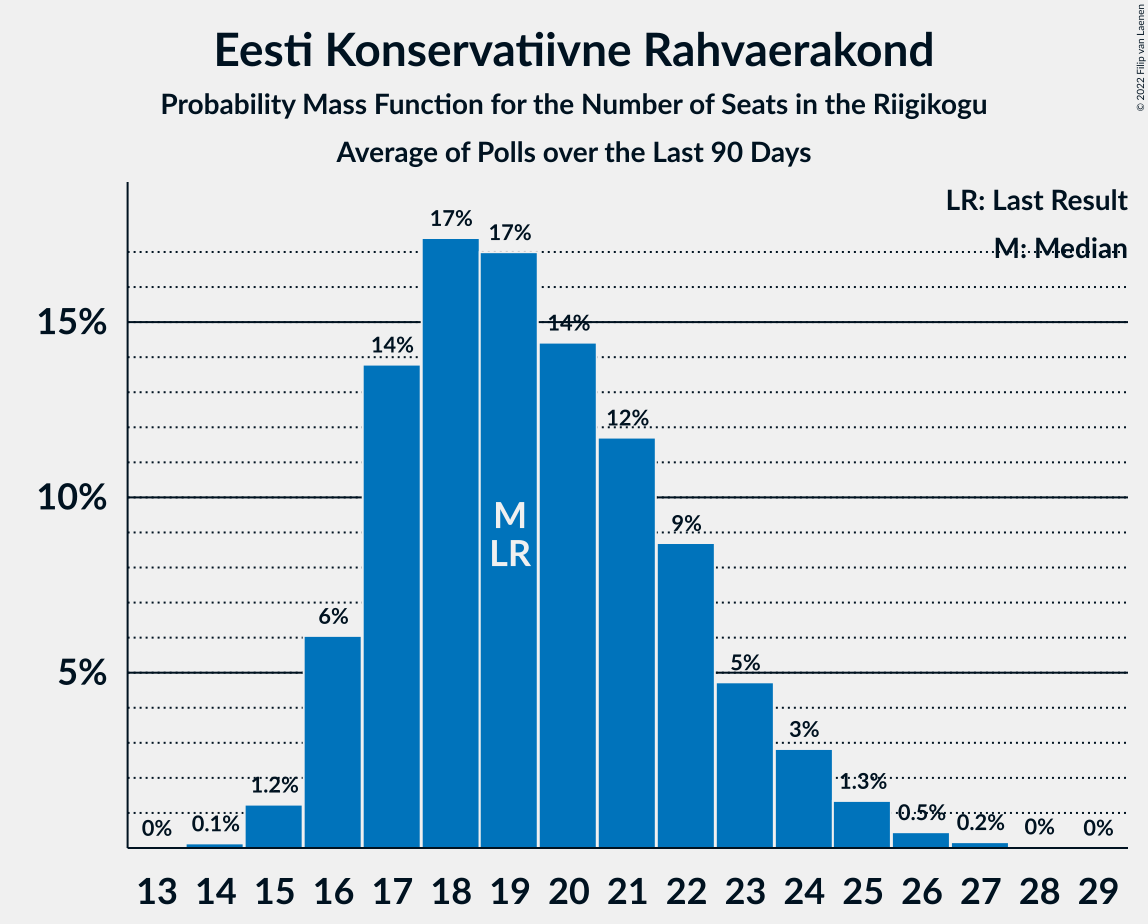 Eesti Konservatiivne Rahvaerakond
Probability Mass Function for the Number of Seats in the Riigikogu
Average of Polls over the Last 90 Days
© 2022 Filip van Laenen
LR: Last Result
M: Median
15%
10%
5%
0%
0.1%
1.2%
6%
14%
17%
17%
14%
12%
9%
5%
3%
1.3%
0.5%
0.2%
0%
0%
M
LR
13 14 15 16 17 18 19 20 21 22 23 24 25 26 27 28 29